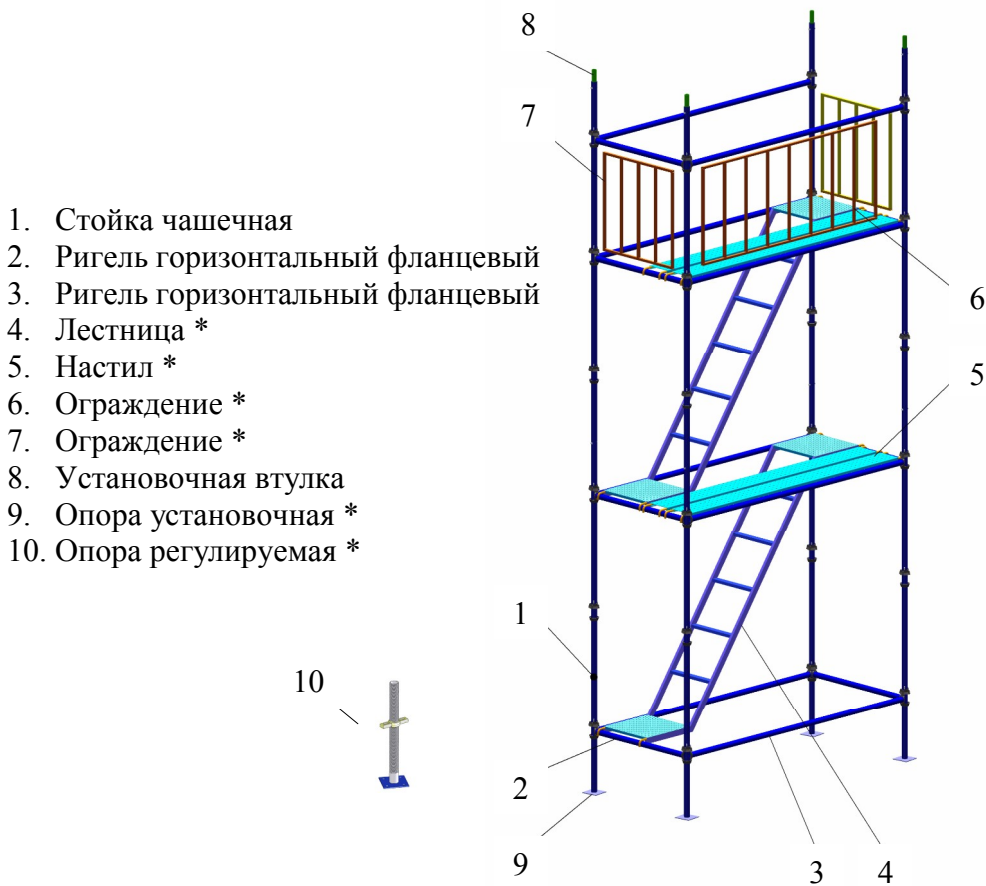 8
7
1. Стойка чашечная
2. Ригель горизонтальный фланцевый
3. Ригель горизонтальный фланцевый
4. Лестница *
5. Настил *
6. Ограждение *
7. Ограждение *
8. Установочная втулка
9. Опора установочная *
10. Опора регулируемая *
6
5
1
10
2
9
3 4